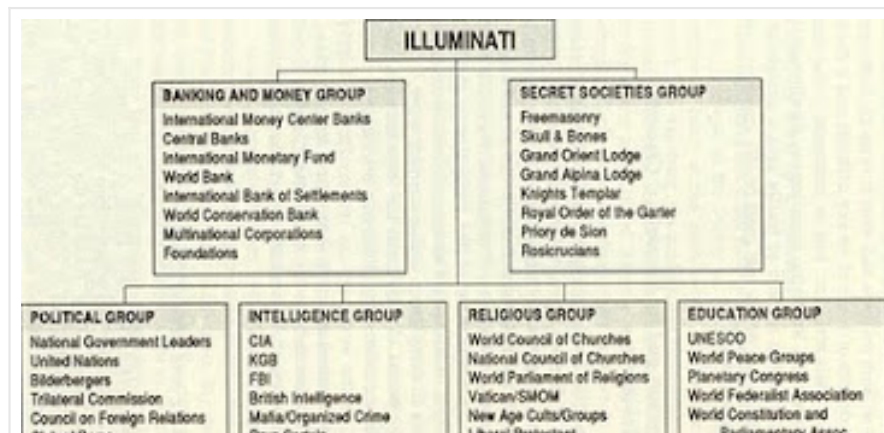 ILLUMINATI
BANKING AND MONEY GROUP
International Money Center Banks
Central Banks
International Monetary Fund
World Bank
International Bank of Settlements
World Conservation Bank
Multinational Corporations
Foundations
SECRET SOCIETIES GROUP
Freemasonry
Skull & Bones
Grand Orient Lodge
Grand Alpina Lodge
Knights Templar
Royal Order of the Garter
Priory de Sion
Rosicrucians
POLITICAL GROUP
National Government Leaders
United Nations
Bilderbergers
Trilateral Commission
Council on Foreign Relations
INTELLIGENCE GROUP
CIA
KGB
FBI
British Intelligence
Mafia/Organized Crime
RELIGIOUS GROUP
World Council of Churches
National Council of Churches
World Parliament of Religions
Vatican/SMOM
New Age Cults/Groups
EDUCATION GROUP
UNESCO
World Peace Groups
Planetary Congress
World Federalist Association
World Constitution and